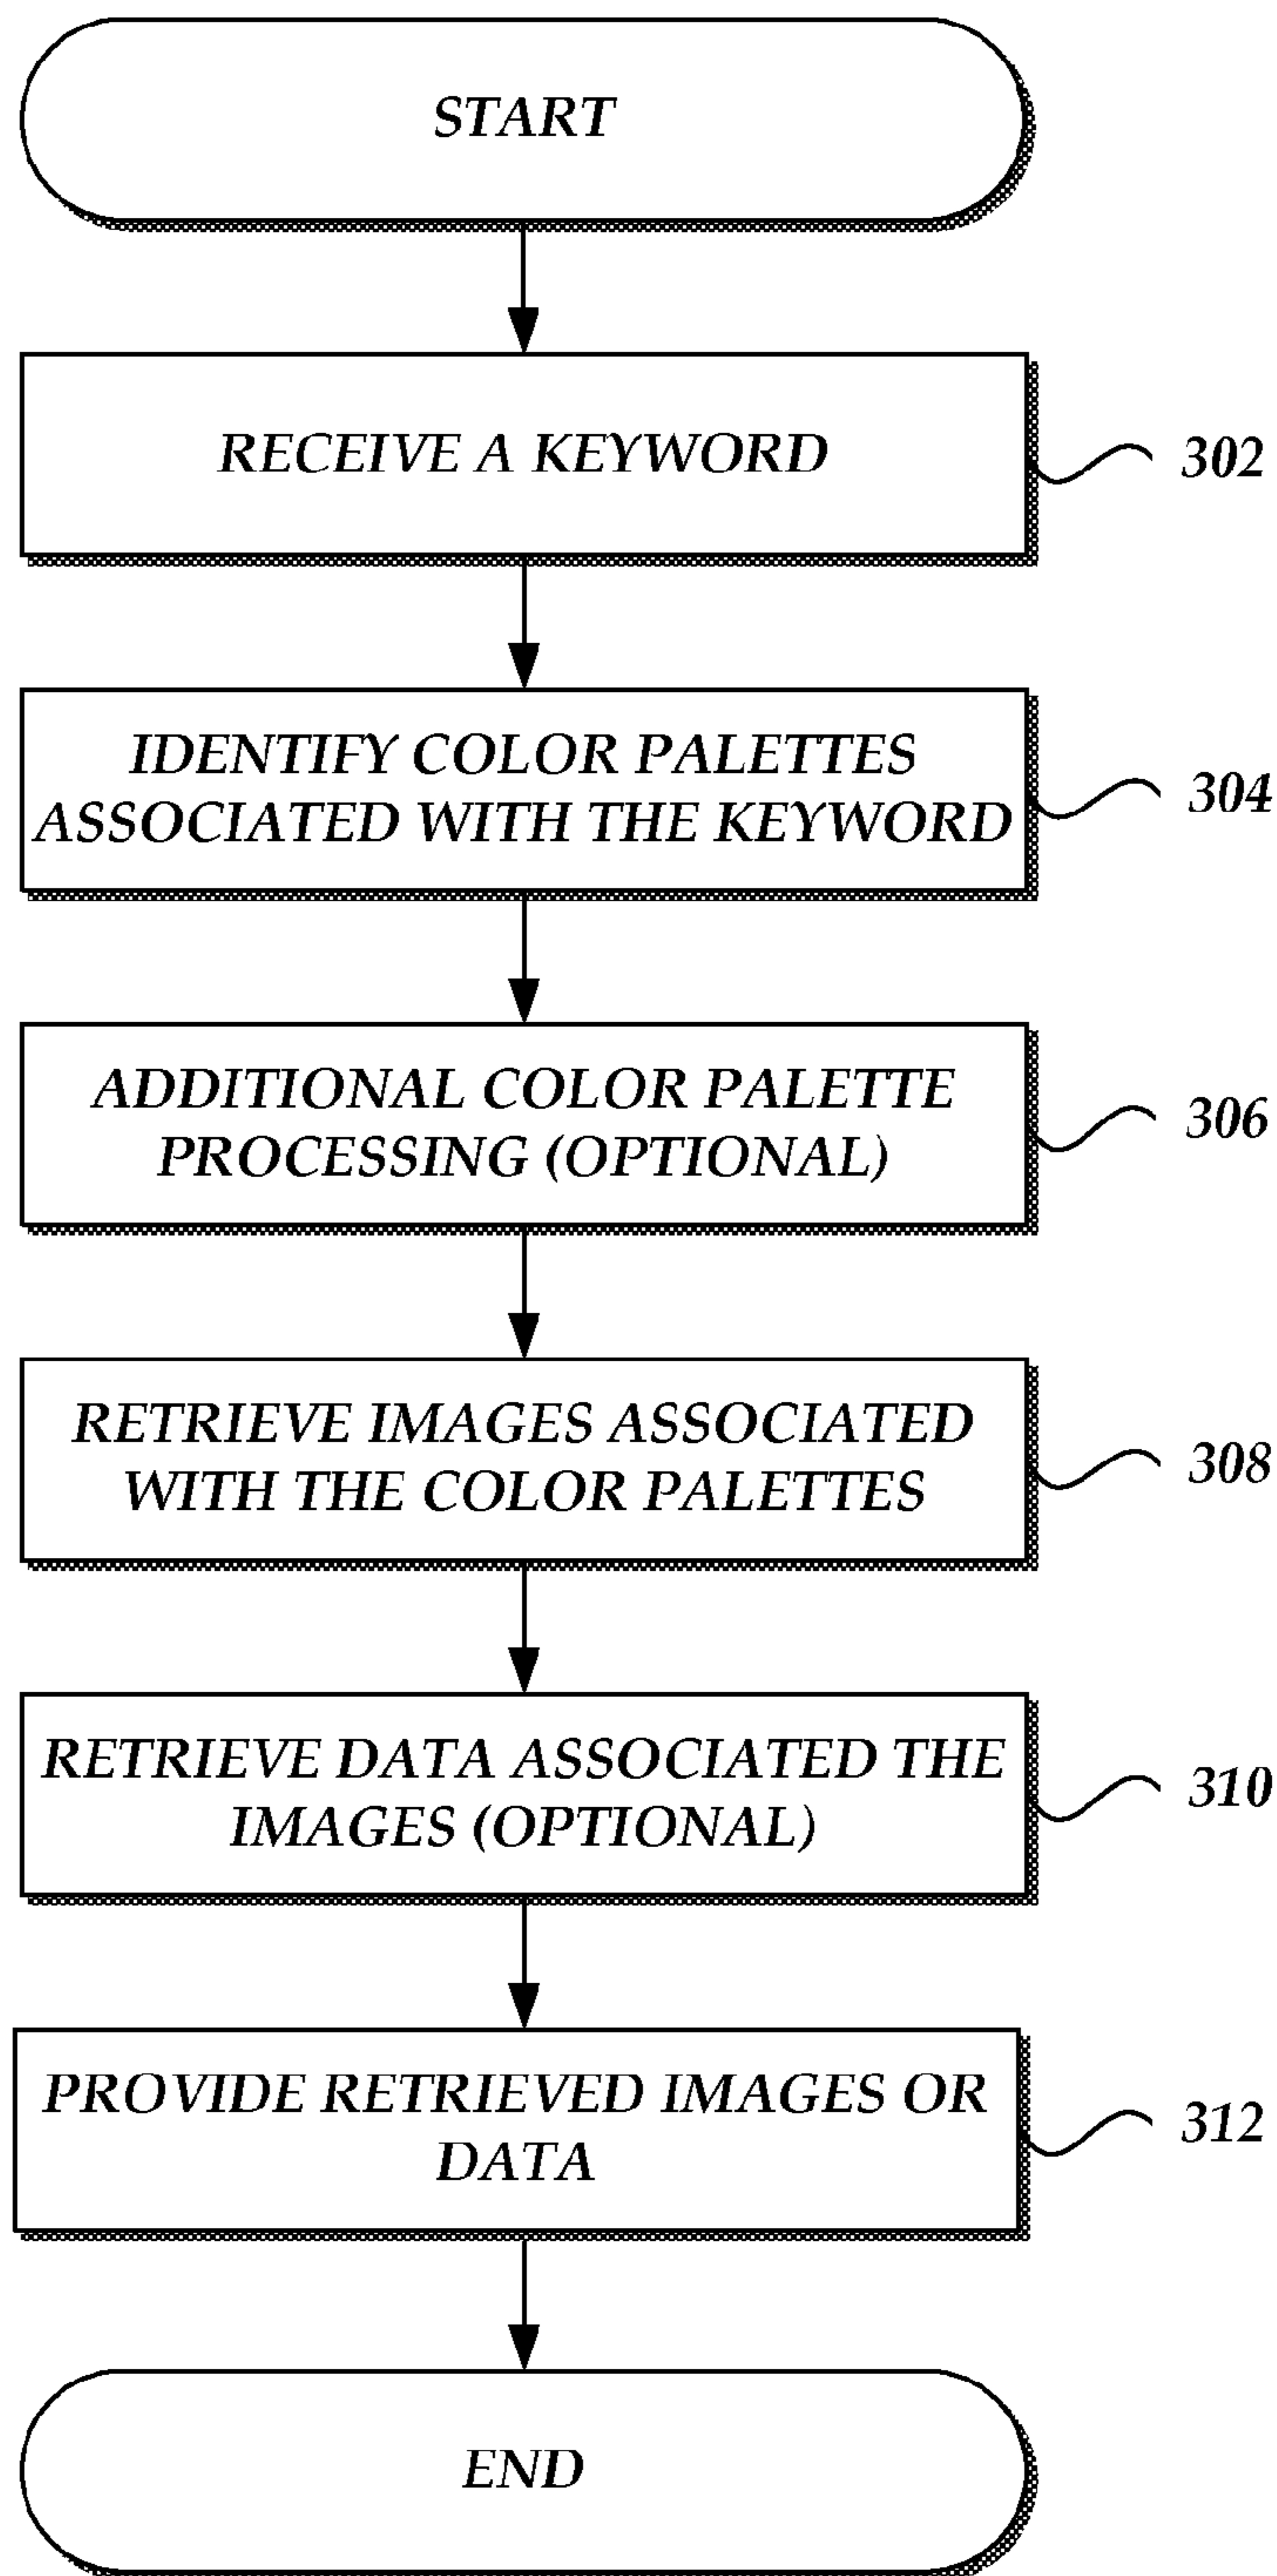 START
RECEIVE A KEYWORD
302
IDENTIFY COLOR PALETTES
ASSOCIATED WITH THE KEYWORD
304
ADDITIONAL COLOR PALETTE
PROCESSING (OPTIONAL)
306
RETRIEVE IMAGES ASSOCIATED
WITH THE COLOR PALETTES
308
RETRIEVE DATA ASSOCIATED THE
IMAGES (OPTIONAL)
310
PROVIDE RETRIEVED IMAGES OR
DATA
312
END